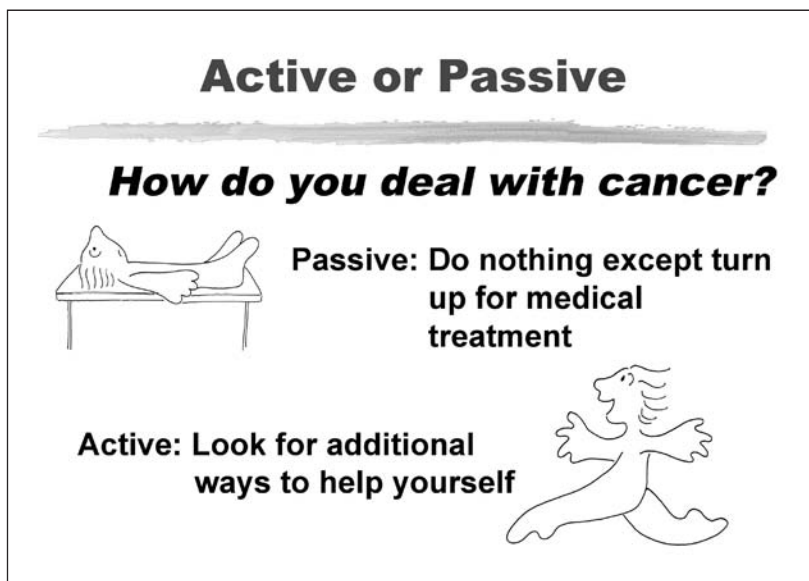 Active or Passive
How do you deal with cancer?
Passive: Do nothing except turn
up for medical
treatment
Active: Look for additional
ways to help yourself